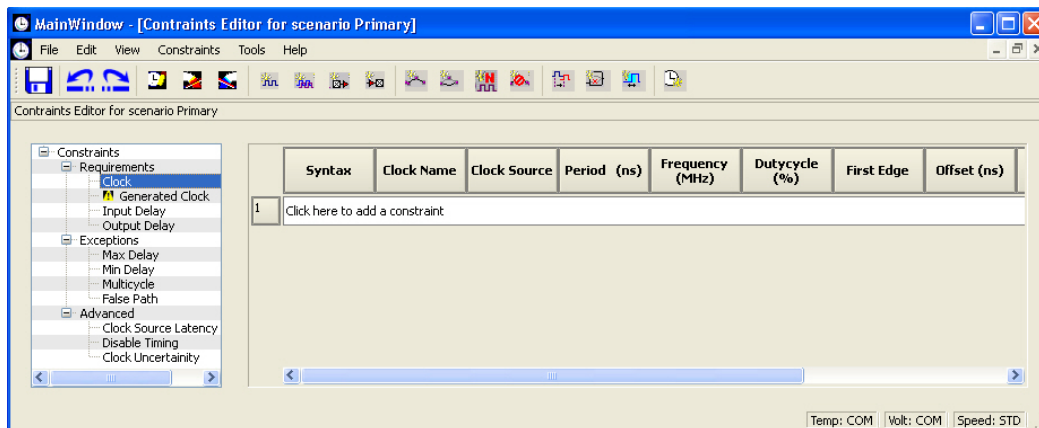 MainWindow - [Contraints Editor for scenario Primary]
File Edit View Constraints Tools Help
Contraints Editor for scenario Primary
Constraints
Requirements
Clock
Generated Clock
Input Delay
Output Delay
Exceptions
Max Delay
Min Delay
Multicycle
False Path
Advanced
Clock Source Latency
Disable Timing
Clock Uncertainity
Syntax Clock Name Clock Source Period (ns) Frequency (MHz) Dutycycle (%) First Edge Offset (ns)
1 Click here to add a constraint
Temp: COM Volt: COM Speed: STD